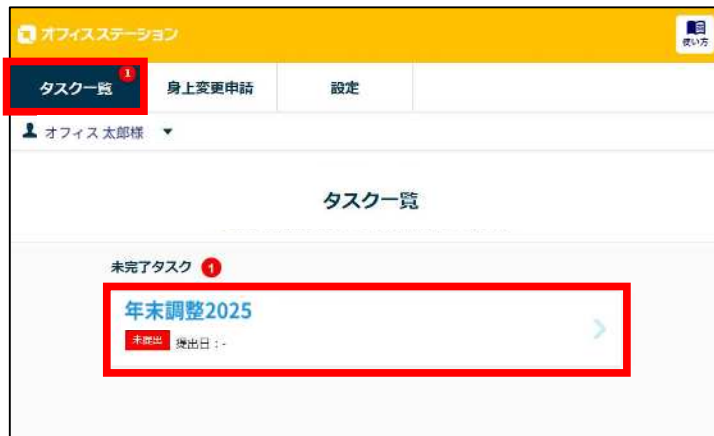 オフィスステーション
使い方
タスク一覧 1
身上変更申請
設定
オフィス 太郎様
タスク一覧
未完了タスク 1
年末調整2025
未提出 提出日：-